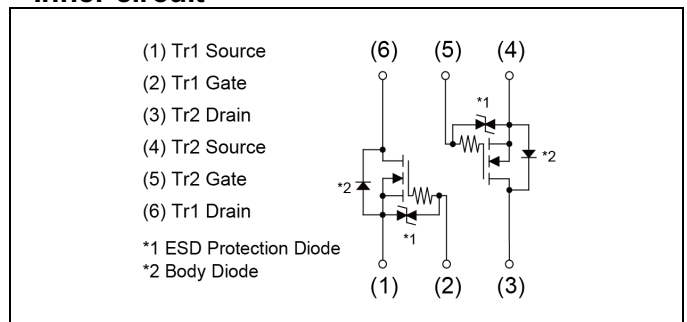 Inner circuit
(1) Tr1 Source
(2) Tr1 Gate
(3) Tr2 Drain
(4) Tr2 Source
(5) Tr2 Gate
(6) Tr1 Drain
*1 ESD Protection Diode
*2 Body Diode
(6) (5) (4)
*1
*2
*2
*1
(1) (2) (3)